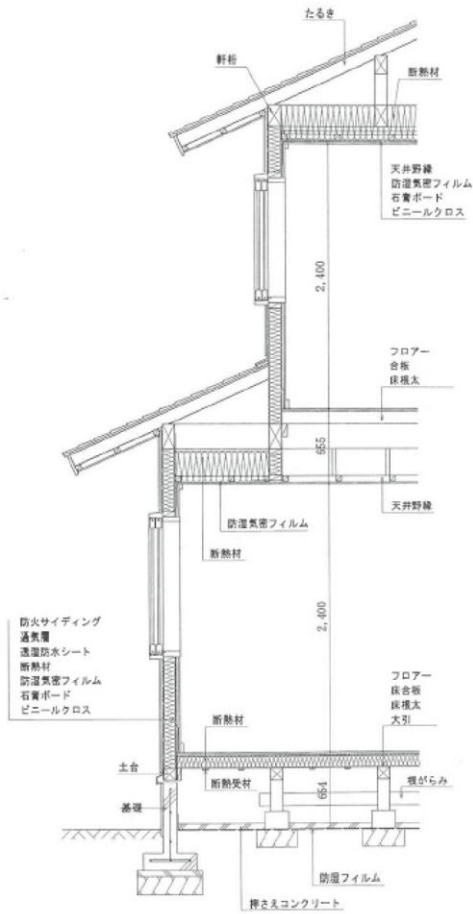 たるき
軒桁
断熱材
天井野縁
防湿気密フィルム
石膏ボード
ビニールクロス
2,400
フロアー
合板
床根太
655
天井野縁
防湿気密フィルム
断熱材
防火サイディング
通気層
透湿防水シート
断熱材
防湿気密フィルム
石膏ボード
ビニールクロス
2,400
フロアー
床合板
床根太
大引
断熱材
土台
断熱受材
654
根がらみ
基礎
防湿フィルム
押さえコンクリート